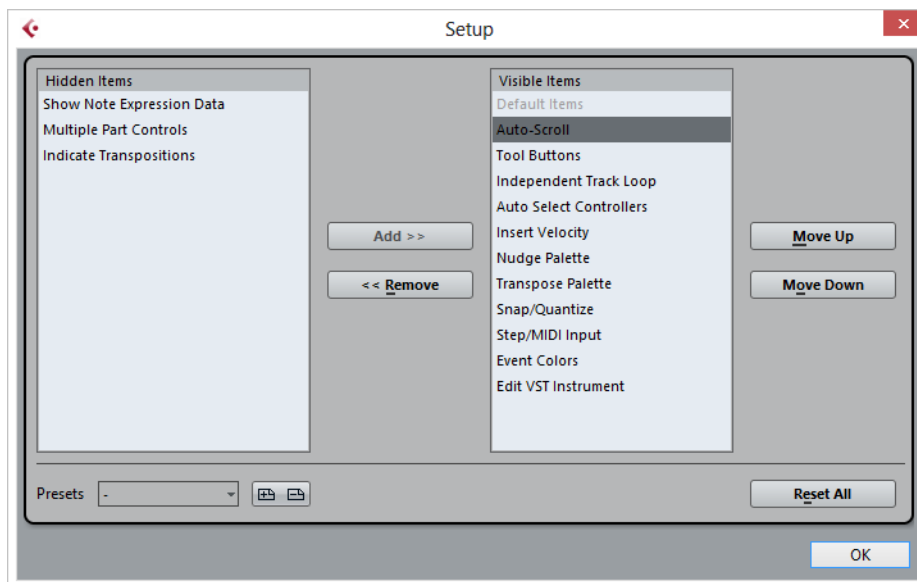 Setup
Hidden Items
Show Note Expression Data
Multiple Part Controls
Indicate Transpositions
Add >>
<< Remove
Visible Items
Default Items
Auto-Scroll
Tool Buttons
Independent Track Loop
Auto Select Controllers
Insert Velocity
Nudge Palette
Transpose Palette
Snap/Quantize
Step/MIDI Input
Event Colors
Edit VST Instrument
Move Up
Move Down
Presets -
Reset All
OK